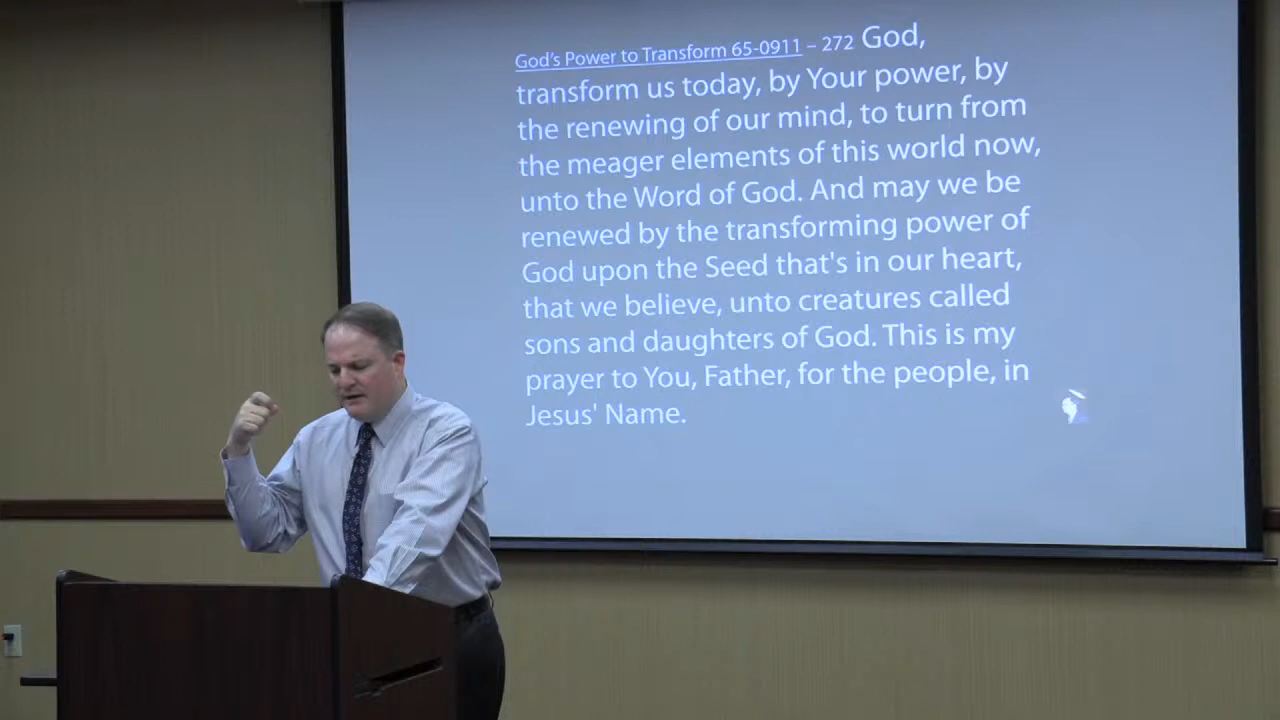 God's Power to Transform 65-0911 – 272 God,
transform us today, by Your power, by
the renewing of our mind, to turn from
the meager elements of this world now,
unto the Word of God. And may we be
renewed by the transforming power of
God upon the Seed that's in our heart,
that we believe, unto creatures called
sons and daughters of God. This is my
prayer to You, Father, for the people, in
Jesus' Name.